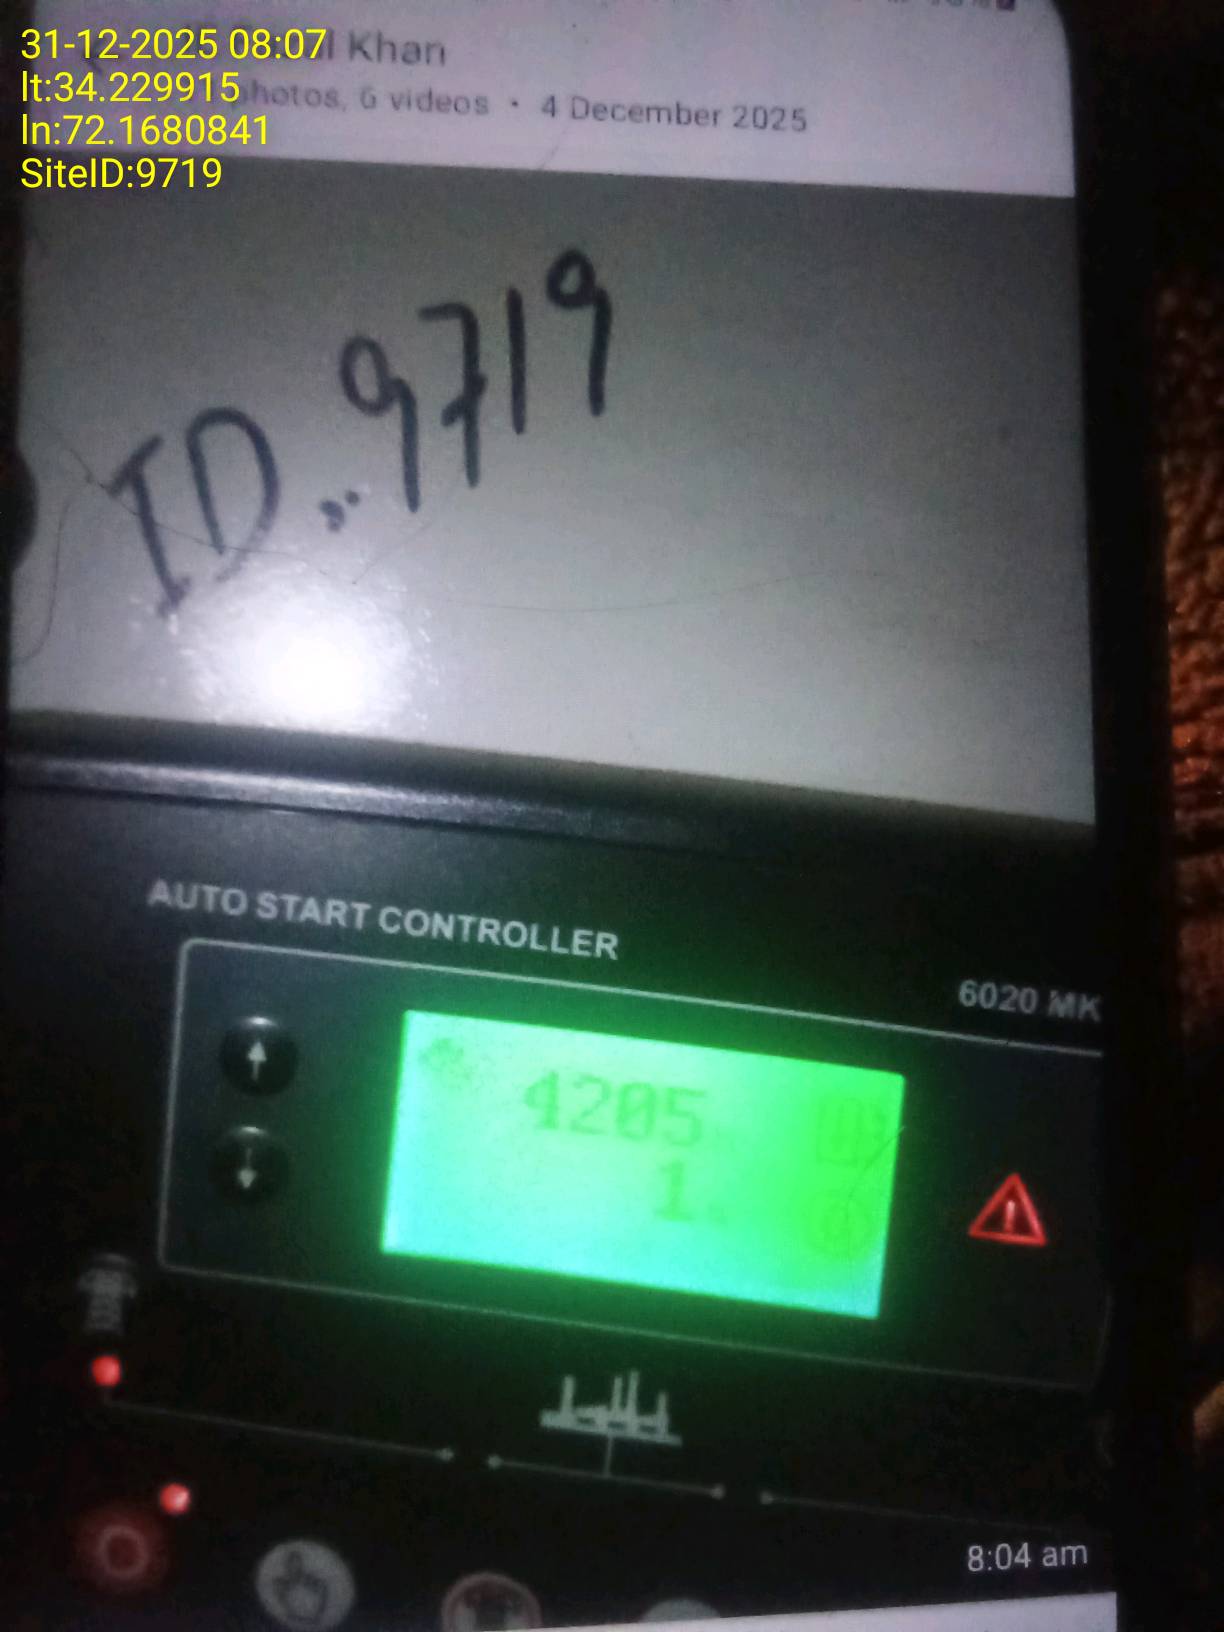 31-12-2025 08:07
Khan
lt:34.229915
photos, 6 videos • 4 December 2025
ln:72.1680841
SiteID:9719
ID..9719
AUTO START CONTROLLER
6020 MK
4205
1
8:04 am